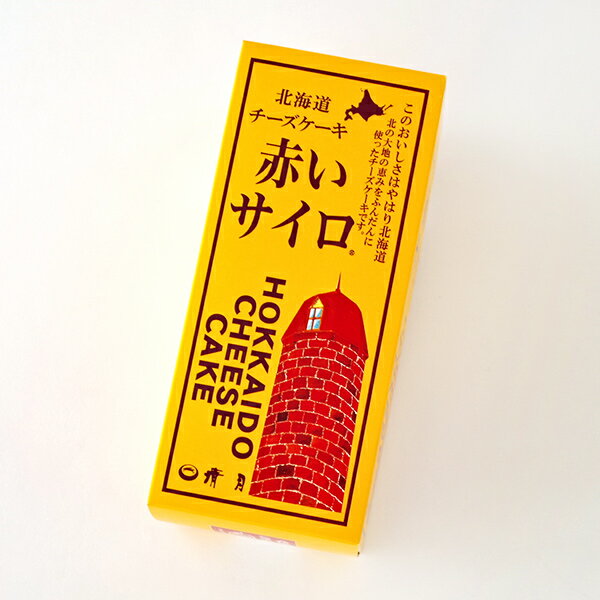 北海道
チーズケーキ
赤い
サイロ®
このおいしさはやはり北海道
北の大地の恵みをふんだんに
使ったチーズケーキです。
HOKKAIDO
CHEESE
CAKE
清月